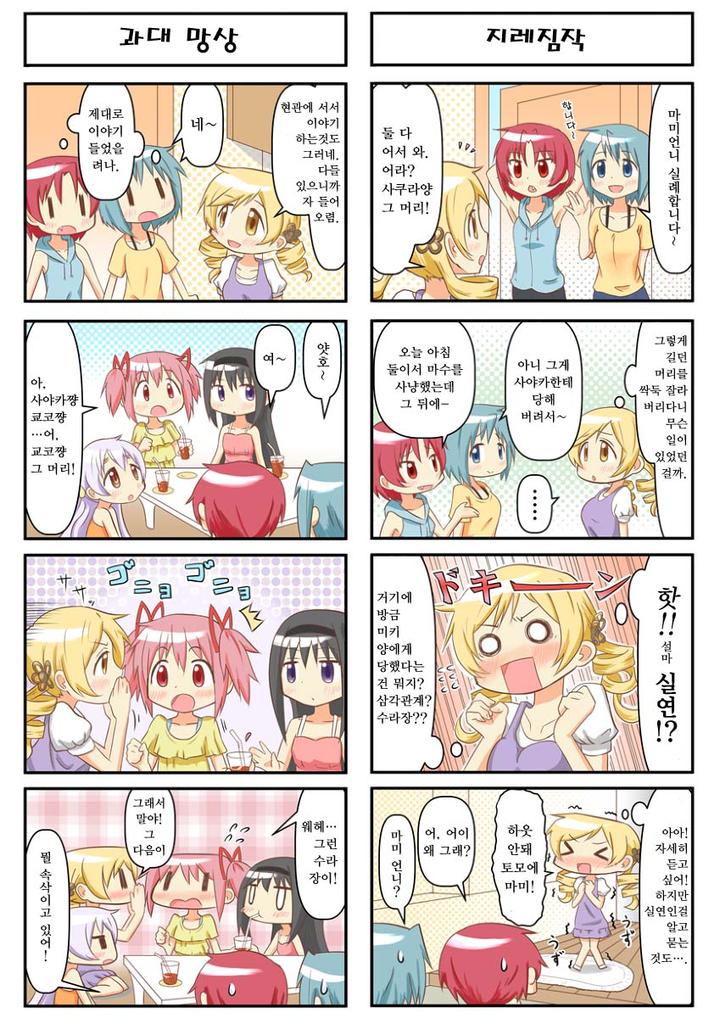 지레짐작
마미언니 실례합니다~
합니다~
둘 다
어서 와.
어라?
사쿠라양
그 머리!
그렇게
길던
머리를
싹둑 잘라
버리다니
무슨
일이
있었던
걸까.
아니 그게
사야카한테
당해
버려서~
오늘 아침
둘이서 마수를
사냥했는데
그 뒤에~
····
핫!!
설마
실연!?
ドキーーン
거기에
방금
미키
양에게
당했다는
건 뭐지?
삼각관계?
수라장??
아아!
자세히
듣고
싶어!
하지만
실연인걸
알고
묻는
것도….
하웃
안돼
토모에
마미!
うず
うず
어, 어이
왜 그래?
마미 언니?
과대 망상
현관에 서서
이야기
하는것도
그러네.
다들
있으니까
자 들어
오렴.
네~
제대로
이야기
들었을
려나.
얏호~
여~
아,
사야카쨩
쿄코쨩
…어,
쿄코쨩
그 머리!
ササッ
ゴニョゴニョ
웨헤…
그런
수라
장이!
그래서
말야!
그
다음이
뭘 속삭이고 있어!